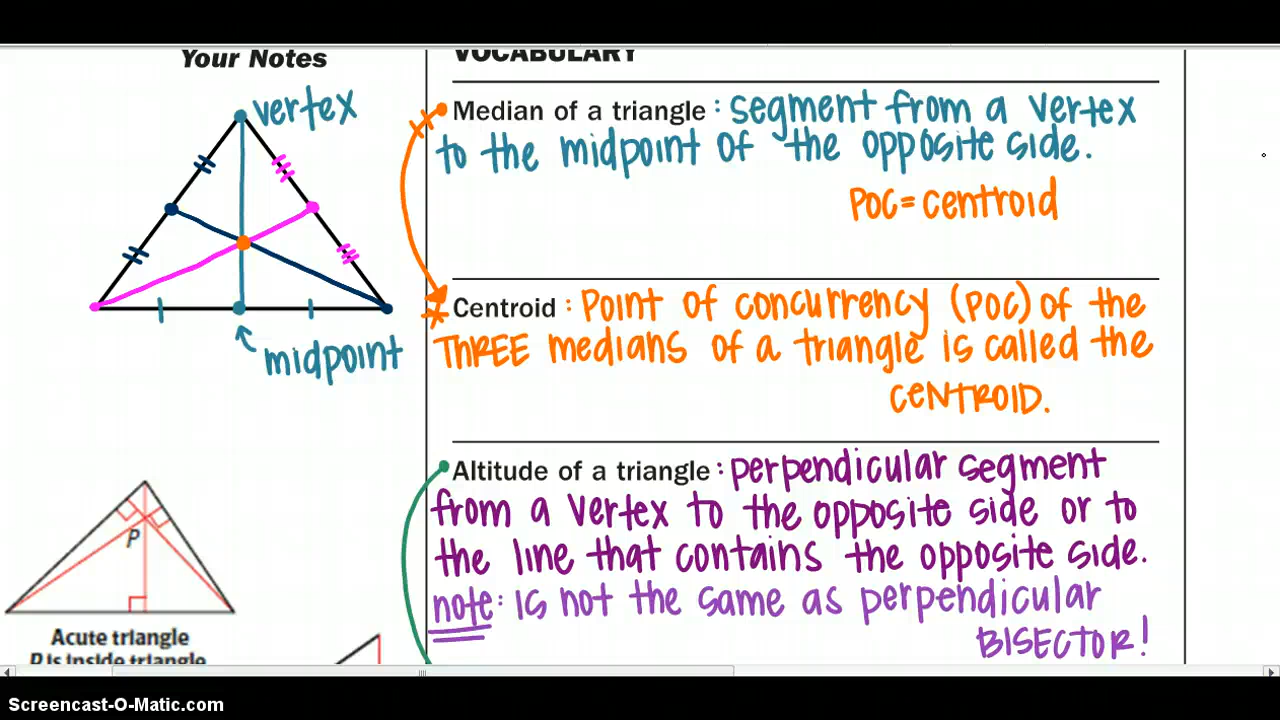 Your Notes
VOCABULARY
vertex
midpoint
Median of a triangle : segment from a vertex
to the midpoint of the opposite side.
POC = centroid
Centroid : Point of concurrency (POC) of the
THREE medians of a triangle is called the
CENTROID.
Altitude of a triangle : perpendicular segment
from a vertex to the opposite side or to
the line that contains the opposite side.
note: is not the same as perpendicular
BISECTOR!
P
Acute triangle
P is inside triangle
Screencast-O-Matic.com